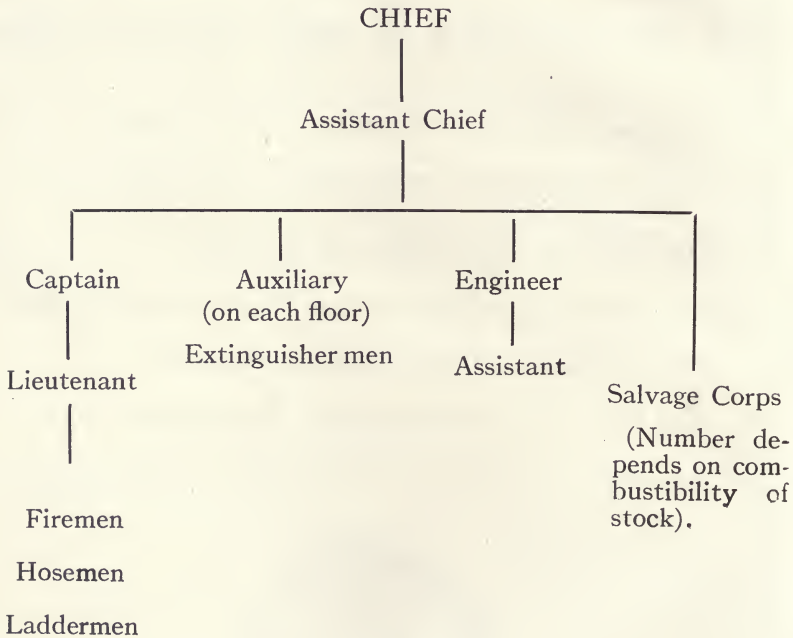 CHIEF
Assistant Chief
Captain
Lieutenant
Firemen
Hosemen
Laddermen
Auxiliary
(on each floor)
Extinguisher men
Engineer
Assistant
Salvage Corps
(Number de-
pends on com-
bustibility of
stock).